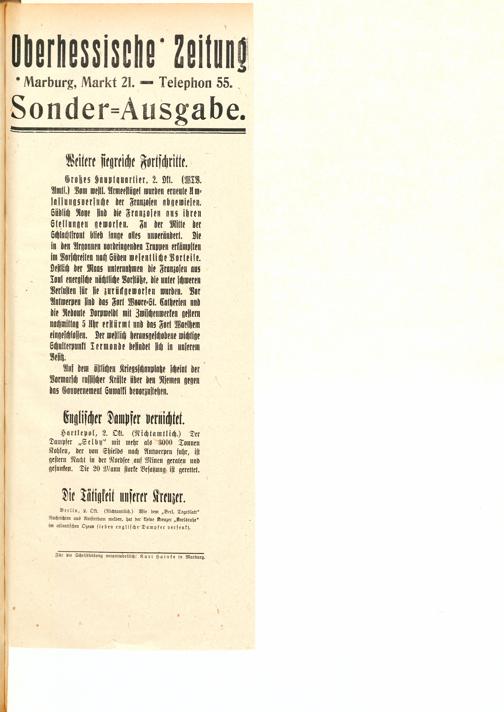 Oberhessische Zeitung
Marburg, Markt 21. — Telephon 55.
Sonder=Ausgabe.
Weitere siegreiche Fortschritte.
Großes Hauptquartier, 2. Okt. (WTB.
Amtl.) Vom westl. Armeeflügel wurden erneute Um-
fassungsversuche der Franzosen abgewiesen.
Südlich Roye sind die Franzosen aus ihren
Stellungen geworfen. In der Mitte der
Schlachtfront blieb lange alles unverändert. Die
in den Argonnen vordringenden Truppen erkämpften
im Vorschreiten nach Süden wesentliche Vorteile.
Oestlich der Maas unternahmen die Franzosen aus
Toul energische nächtliche Vorstöße, die unter schweren
Verlusten für sie zurückgeworfen wurden. Vor
Antwerpen sind das Fort Wavre-St. Catherien und
die Redoute Dorpweldt mit Zwischenwerken gestern
nachmittag 5 Uhr erstürmt und das Fort Waelhem
eingeschlossen. Der westlich herausgeschobene wichtige
Schulterpunkt Termonde befindet sich in unserem
Besitz.
Auf dem östlichen Kriegsschauplatze scheint der
Vormarsch russischer Kräfte über den Njemen gegen
das Gouvernement Suwalki bevorzustehen.
Englischer Dampfer vernichtet.
Hartlepol, 2. Okt. (Nichtamtlich.) Der
Dampfer „Selby" mit mehr als 3000 Tonnen
Kohlen, der von Shields nach Antwerpen fuhr, ist
gestern Nacht in der Nordsee auf Minen geraten und
gesunken. Die 20 Mann starke Besatzung ist gerettet.
Die Tätigkeit unserer Kreuzer.
Berlin, 2. Okt. (Nichtamtlich.) Wie dem „Berl. Tageblatt"
Nachrichten aus Amsterdam melden, hat der kleine Kreuzer „Karlsruhe"
im atlantischen Ozean sieben englische Dampfer versenkt.
Für die Schriftleitung verantwortlich: Karl in Marburg.